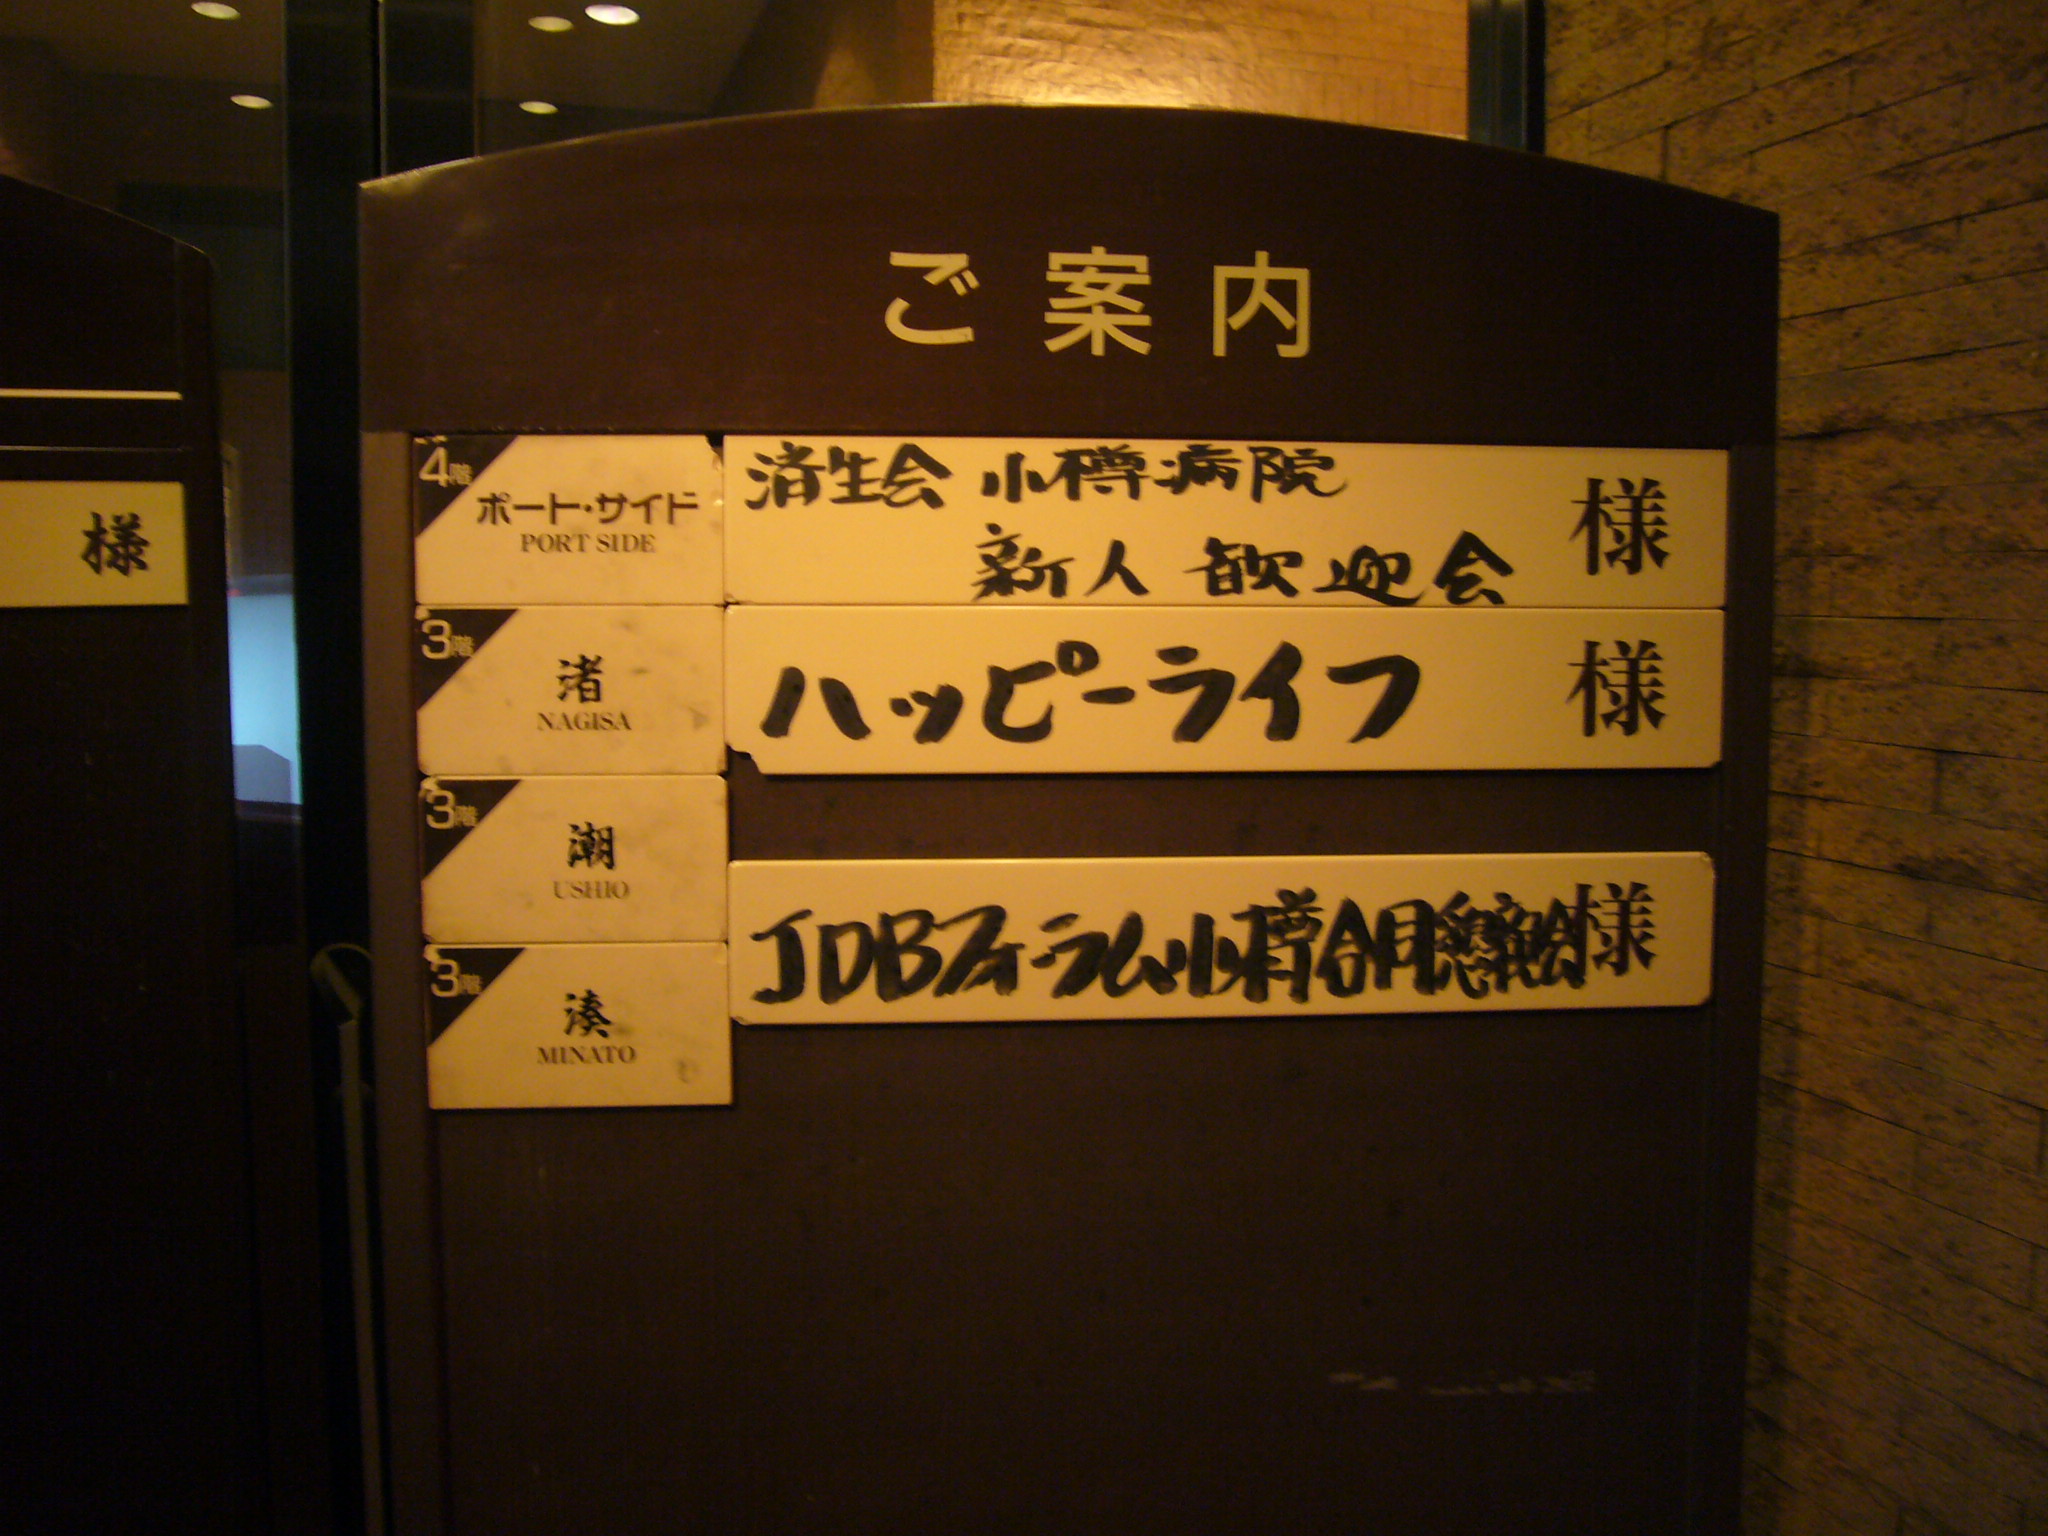 ご案内
4階
ポート・サイド
PORT SIDE
済生会 小樽病院
新人歓迎会
様
3階
渚
NAGISA
ハッピーライフ 様
3階
潮
USHIO
JDBフォーラム小樽合同懇親会様
3階
湊
MINATO
様